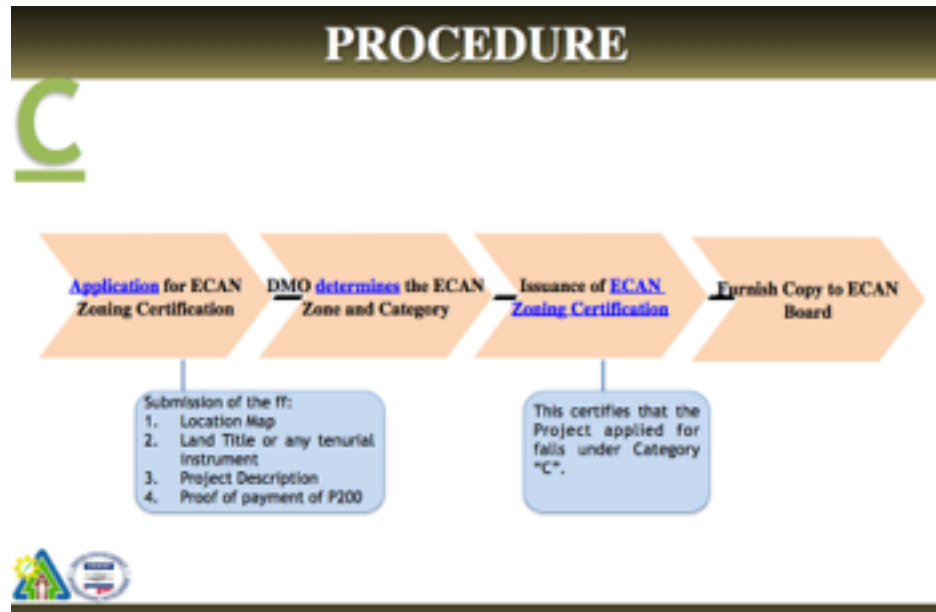 PROCEDURE
C
Application for ECAN
Zoning Certification
DMO determines the ECAN
Zone and Category
Issuance of ECAN
Zoning Certification
Furnish Copy to ECAN
Board
Submission of the ff:
1. Location Map
2. Land Title or any tenurial
instrument
3. Project Description
4. Proof of payment of P200
This certifies that the
Project applied for
falls under Category
"C".